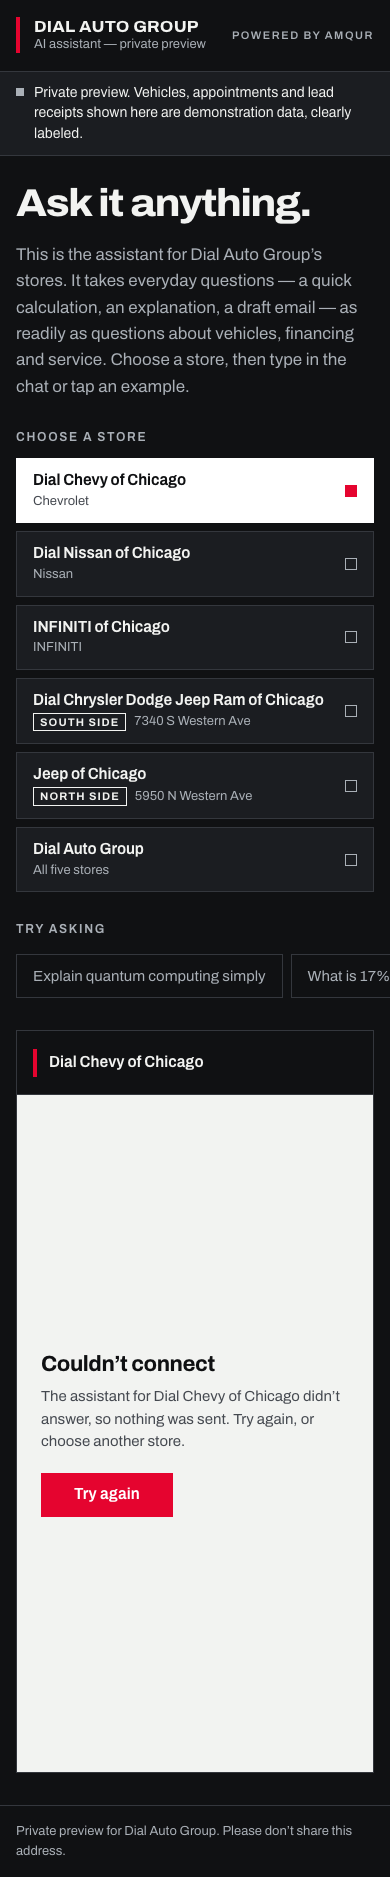 DIAL AUTO GROUP
AI assistant — private preview
POWERED BY AMQUR
Private preview. Vehicles, appointments and lead
receipts shown here are demonstration data, clearly
labeled.
Ask it anything.
This is the assistant for Dial Auto Group’s
stores. It takes everyday questions — a quick
calculation, an explanation, a draft email — as
readily as questions about vehicles, financing
and service. Choose a store, then type in the
chat or tap an example.
CHOOSE A STORE
Dial Chevy of Chicago
Chevrolet
Dial Nissan of Chicago
Nissan
INFINITI of Chicago
INFINITI
Dial Chrysler Dodge Jeep Ram of Chicago
SOUTH SIDE 7340 S Western Ave
Jeep of Chicago
NORTH SIDE 5950 N Western Ave
Dial Auto Group
All five stores
TRY ASKING
Explain quantum computing simply
What is 17%
Dial Chevy of Chicago
Couldn’t connect
The assistant for Dial Chevy of Chicago didn’t
answer, so nothing was sent. Try again, or
choose another store.
Try again
Private preview for Dial Auto Group. Please don’t share this
address.